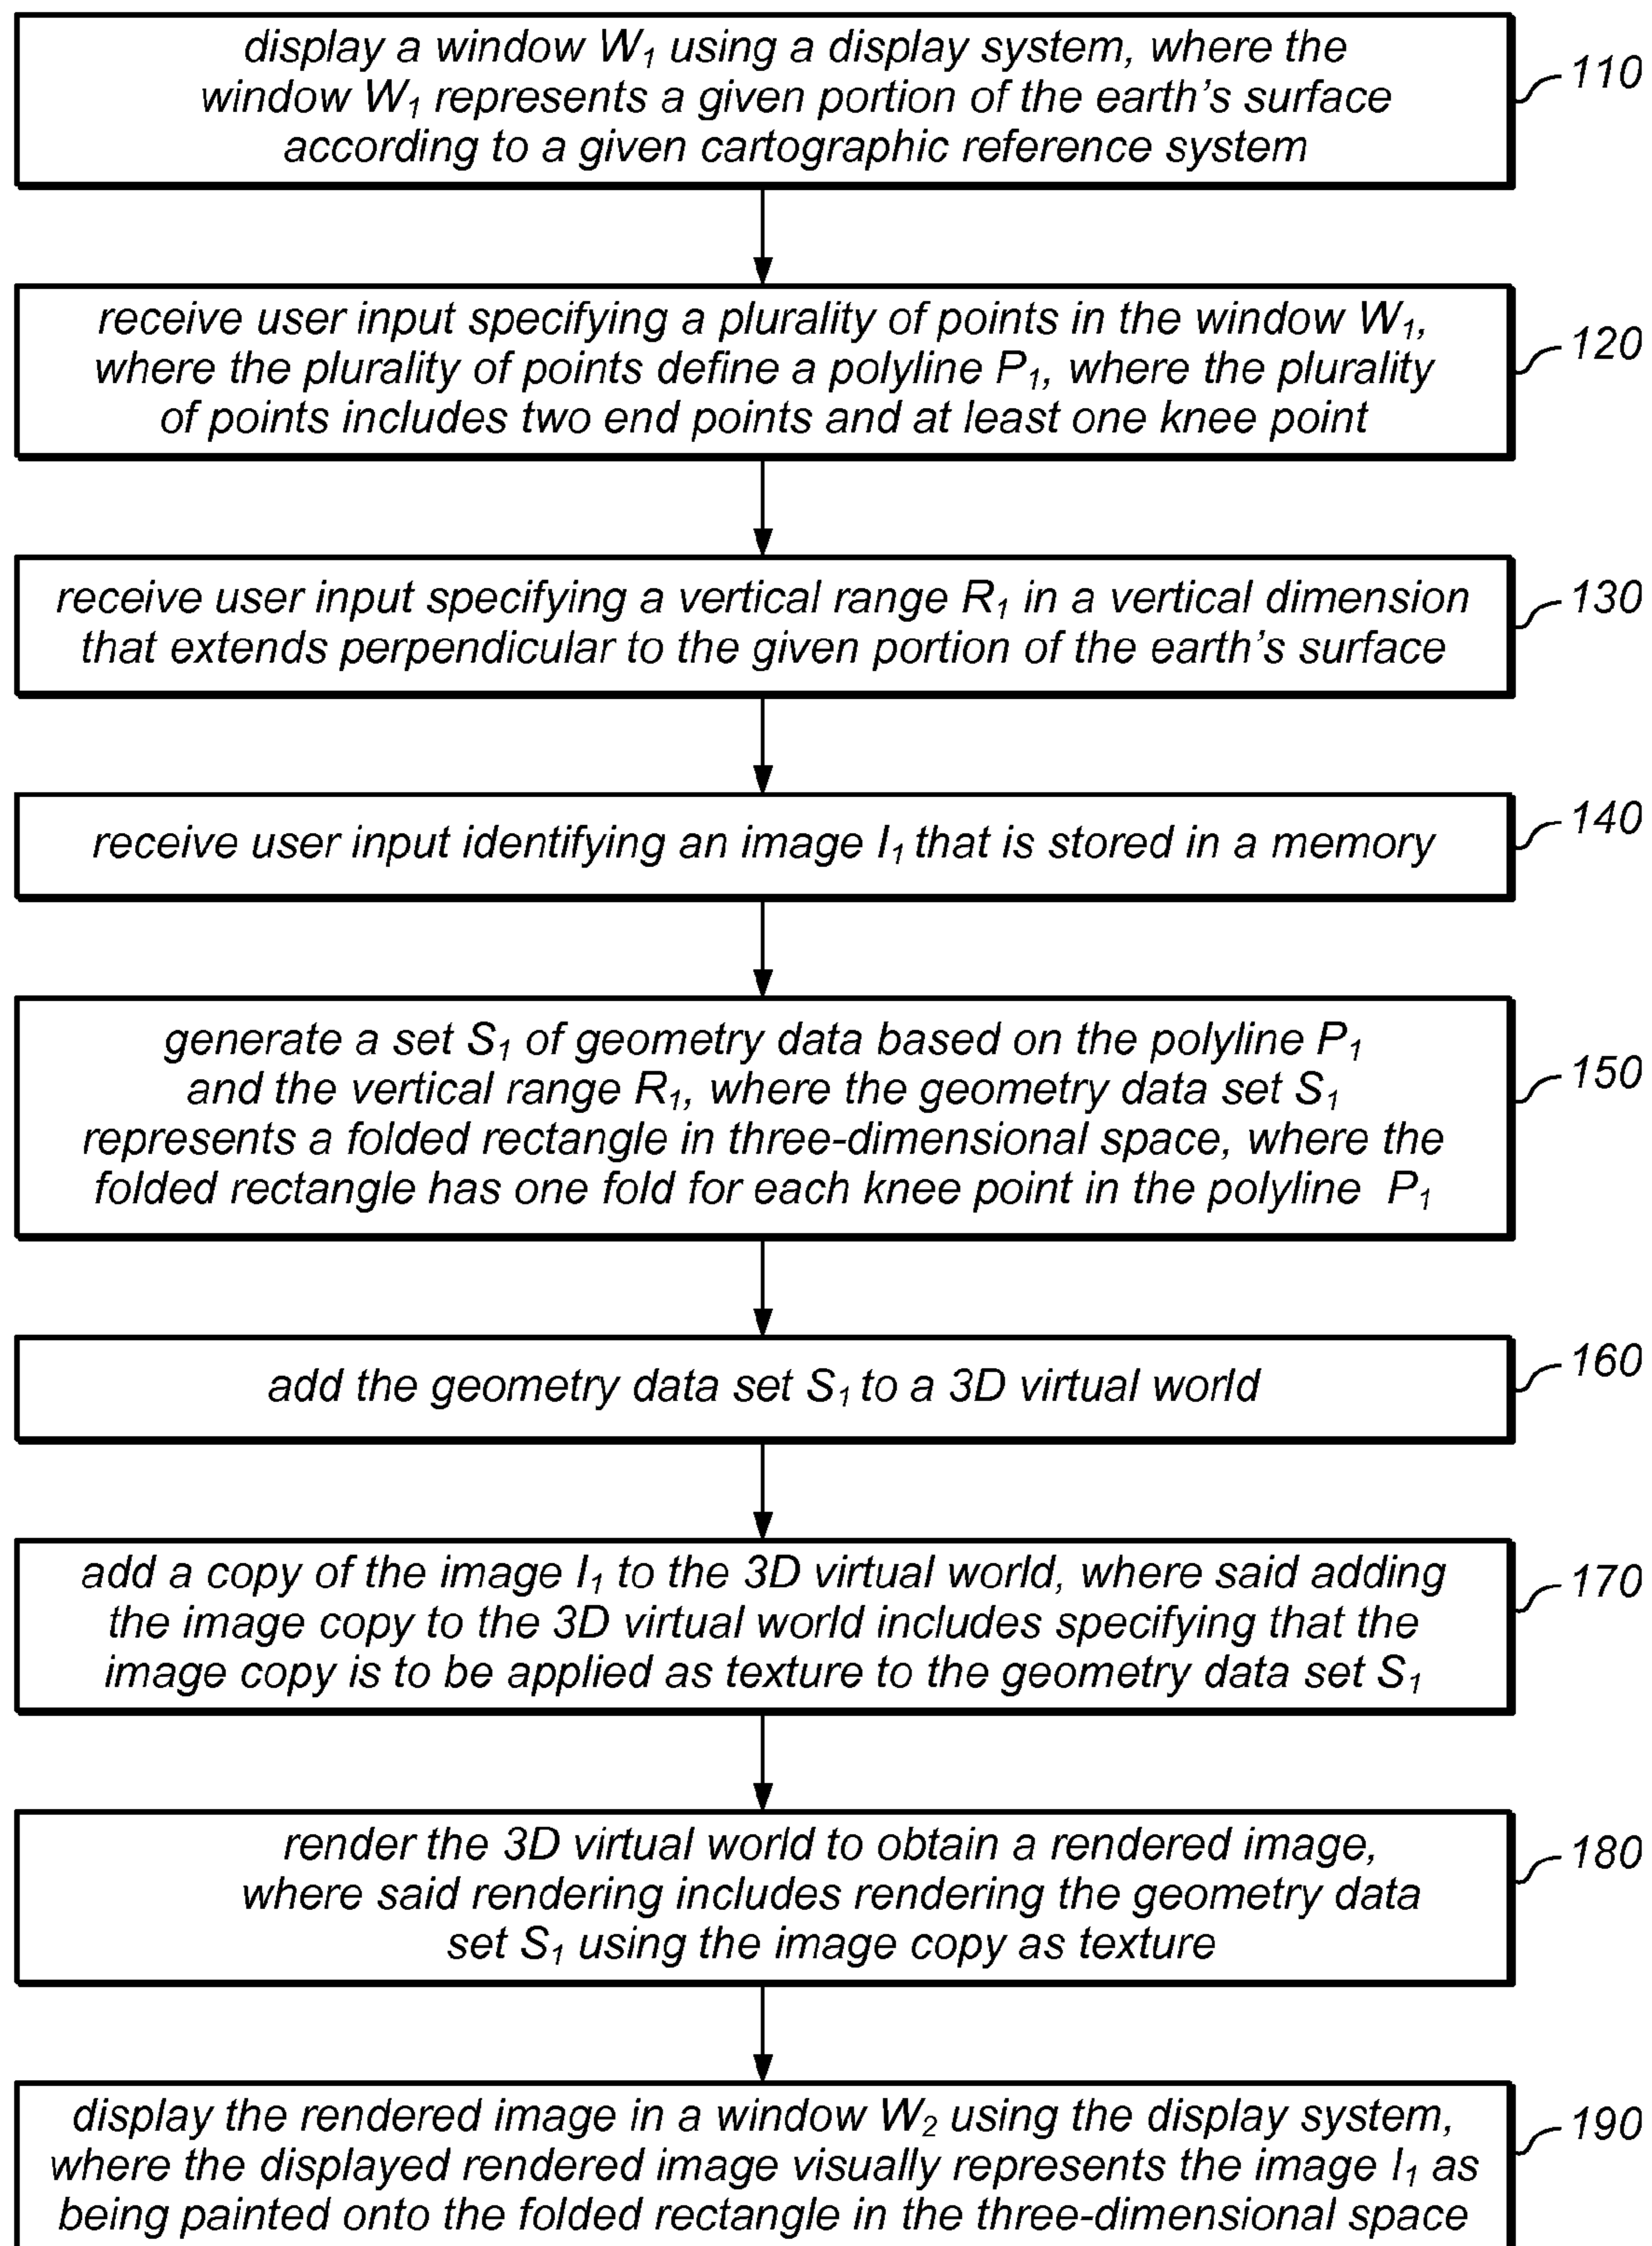 display a window W₁ using a display system, where the
window W₁ represents a given portion of the earth's surface
according to a given cartographic reference system
110
receive user input specifying a plurality of points in the window W₁,
where the plurality of points define a polyline P₁, where the plurality
of points includes two end points and at least one knee point
120
receive user input specifying a vertical range R₁ in a vertical dimension
that extends perpendicular to the given portion of the earth's surface
130
receive user input identifying an image I₁ that is stored in a memory
140
generate a set S₁ of geometry data based on the polyline P₁
and the vertical range R₁, where the geometry data set S₁
represents a folded rectangle in three-dimensional space, where the
folded rectangle has one fold for each knee point in the polyline P₁
150
add the geometry data set S₁ to a 3D virtual world
160
add a copy of the image I₁ to the 3D virtual world, where said adding
the image copy to the 3D virtual world includes specifying that the
image copy is to be applied as texture to the geometry data set S₁
170
render the 3D virtual world to obtain a rendered image,
where said rendering includes rendering the geometry data
set S₁ using the image copy as texture
180
display the rendered image in a window W₂ using the display system,
where the displayed rendered image visually represents the image I₁ as
being painted onto the folded rectangle in the three-dimensional space
190